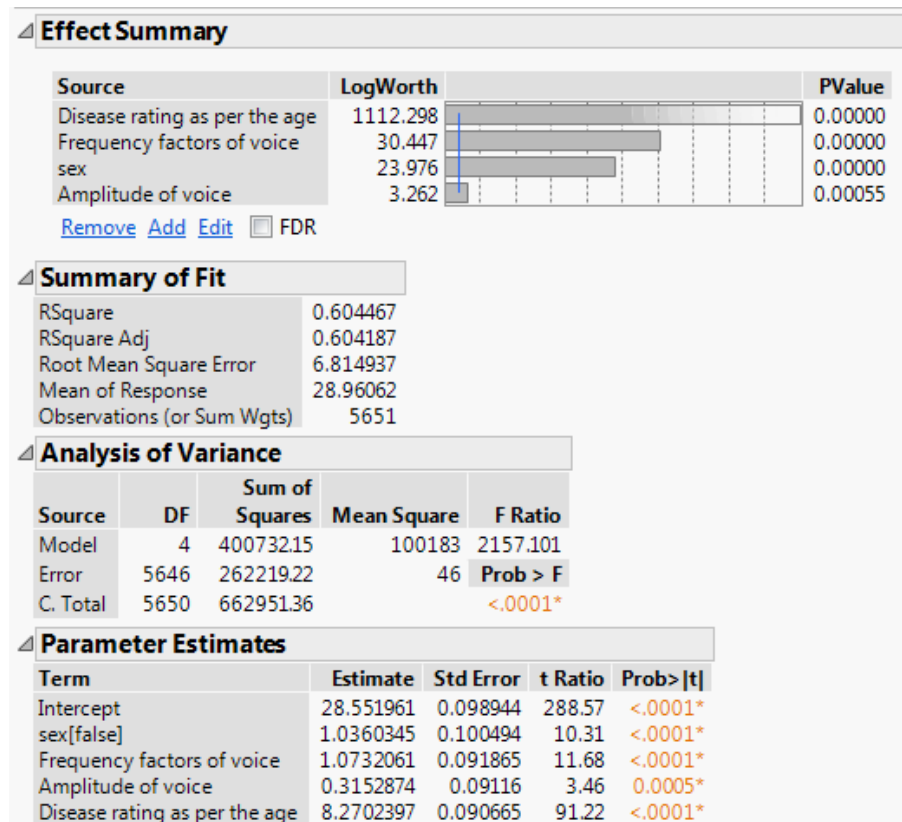 Effect Summary
Source LogWorth PValue
Disease rating as per the age 1112.298 0.00000
Frequency factors of voice 30.447 0.00000
sex 23.976 0.00000
Amplitude of voice 3.262 0.00055
Remove Add Edit FDR
Summary of Fit
RSquare 0.604467
RSquare Adj 0.604187
Root Mean Square Error 6.814937
Mean of Response 28.96062
Observations (or Sum Wgts) 5651
Analysis of Variance
Sum of
Source DF Squares Mean Square F Ratio
Model 4 400732.15 100183 2157.101
Error 5646 262219.22 46 Prob > F
C. Total 5650 662951.36 <.0001*
Parameter Estimates
Term Estimate Std Error t Ratio Prob>|t|
Intercept 28.551961 0.098944 288.57 <.0001*
sex[false] 1.0360345 0.100494 10.31 <.0001*
Frequency factors of voice 1.0732061 0.091865 11.68 <.0001*
Amplitude of voice 0.3152874 0.09116 3.46 0.0005*
Disease rating as per the age 8.2702397 0.090665 91.22 <.0001*